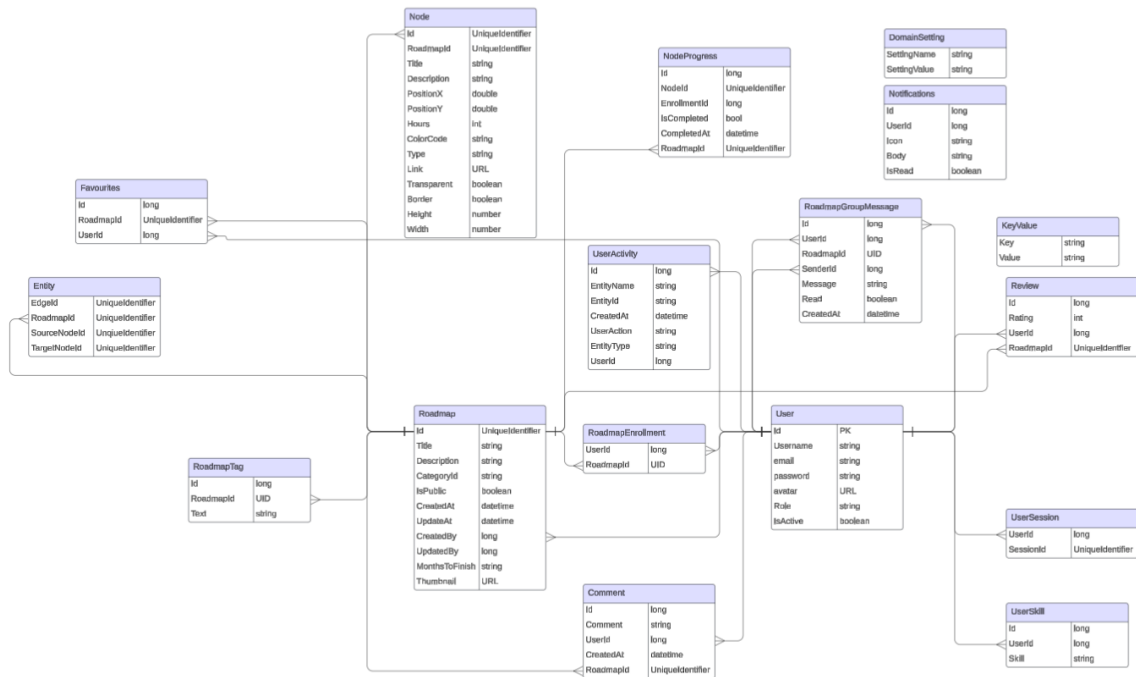 Node
Id UniqueIdentifier
RoadmapId UniqueIdentifier
Title string
Description string
PositionX double
PositionY double
Hours int
ColorCode string
Type string
Link URL
Transparent boolean
Border boolean
Height number
Width number
NodeProgress
Id long
NodeId UniqueIdentifier
EnrollmentId long
IsCompleted bool
CompletedAt datetime
RoadmapId UniqueIdentifier
DomainSetting
SettingName string
SettingValue string
Notifications
Id long
UserId long
Icon string
Body string
IsRead boolean
Favourites
Id long
RoadmapId UniqueIdentifier
UserId long
RoadmapGroupMessage
Id long
UserId long
RoadmapId UID
SenderId long
Message string
Read boolean
CreatedAt datetime
KeyValue
Key string
Value string
UserActivity
Id long
EntityName string
EntityId string
CreatedAt datetime
UserAction string
EntityType string
UserId long
Entity
EdgeId UniqueIdentifier
RoadmapId UniqueIdentifier
SourceNodeId UnqiueIdentifier
TargetNodeId UniqueIdentifier
Review
Id long
Rating int
UserId long
RoadmapId UniqueIdentfier
Roadmap
Id UniqueIdentifier
Title string
Description string
CategoryId string
IsPublic boolean
CreatedAt datetime
UpdateAt datetime
CreatedBy long
UpdatedBy long
MonthsToFinish string
Thumbnail URL
RoadmapEnrollment
UserId long
RoadmapId UID
User
Id PK
Username string
email string
password string
avatar URL
Role string
IsActive boolean
RoadmapTag
Id long
RoadmapId UID
Text string
UserSession
UserId long
SessionId UniqueIdentifier
Comment
Id long
Comment string
UserId long
CreatedAt datetime
RoadmapId UniqueIdentifier
UserSkill
Id long
UserId long
Skill string